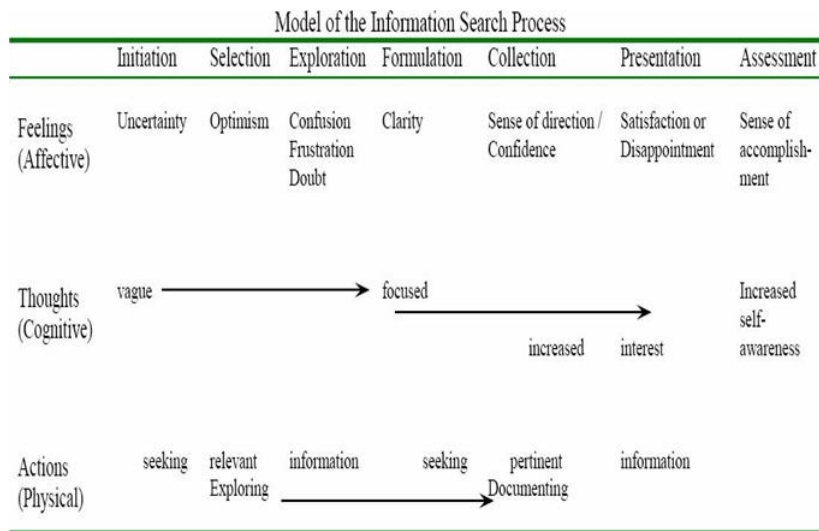 Model of the Information Search Process
Initiation Selection Exploration Formulation Collection Presentation Assessment
Feelings (Affective)
Uncertainty
Optimism
Confusion
Frustration
Doubt
Clarity
Sense of direction /
Confidence
Satisfaction or
Disappointment
Sense of
accomplish-
ment
Thoughts
(Cognitive)
vague
focused
increased interest
Increased
self-
awareness
Actions
(Physical)
seeking relevant information seeking pertinent information
Exploring Documenting